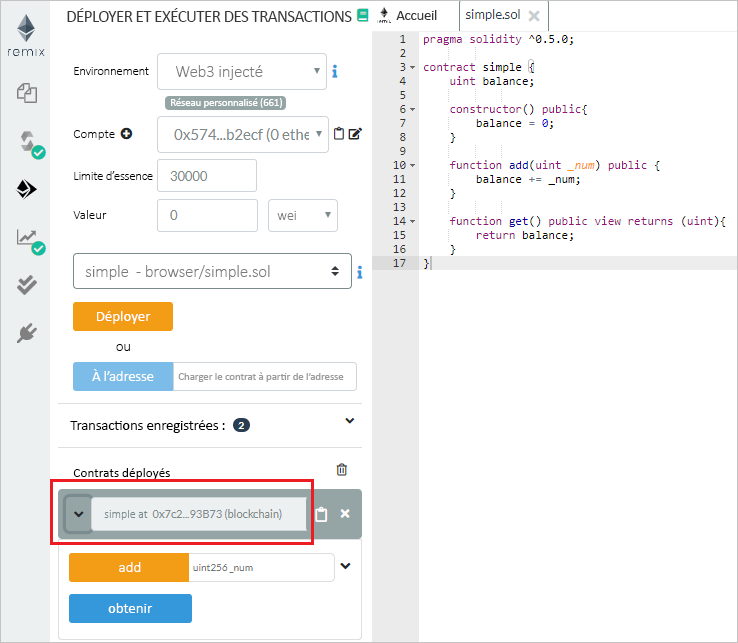 remix
DÉPLOYER ET EXÉCUTER DES TRANSACTIONS
Environnement
Web3 injecté
Réseau personnalisé (661)
Compte
0x574...b2ecf (0 ethe
Limite d'essence
30000
Valeur
0
wei
simple - browser/simple.sol
Déployer
ou
À l'adresse
Charger le contrat à partir de l'adresse
Transactions enregistrées :
2
Contrats déployés
simple at 0x7c2...93B73 (blockchain)
add
uint256 _num
obtenir
Accueil
simple.sol
1 pragma solidity ^0.5.0;
2
3 contract simple {
4 uint balance;
5
6 constructor() public{
7 balance = 0;
8 }
9
10 function add(uint _num) public {
11 balance += _num;
12 }
13
14 function get() public view returns (uint){
15 return balance;
16 }
17 }